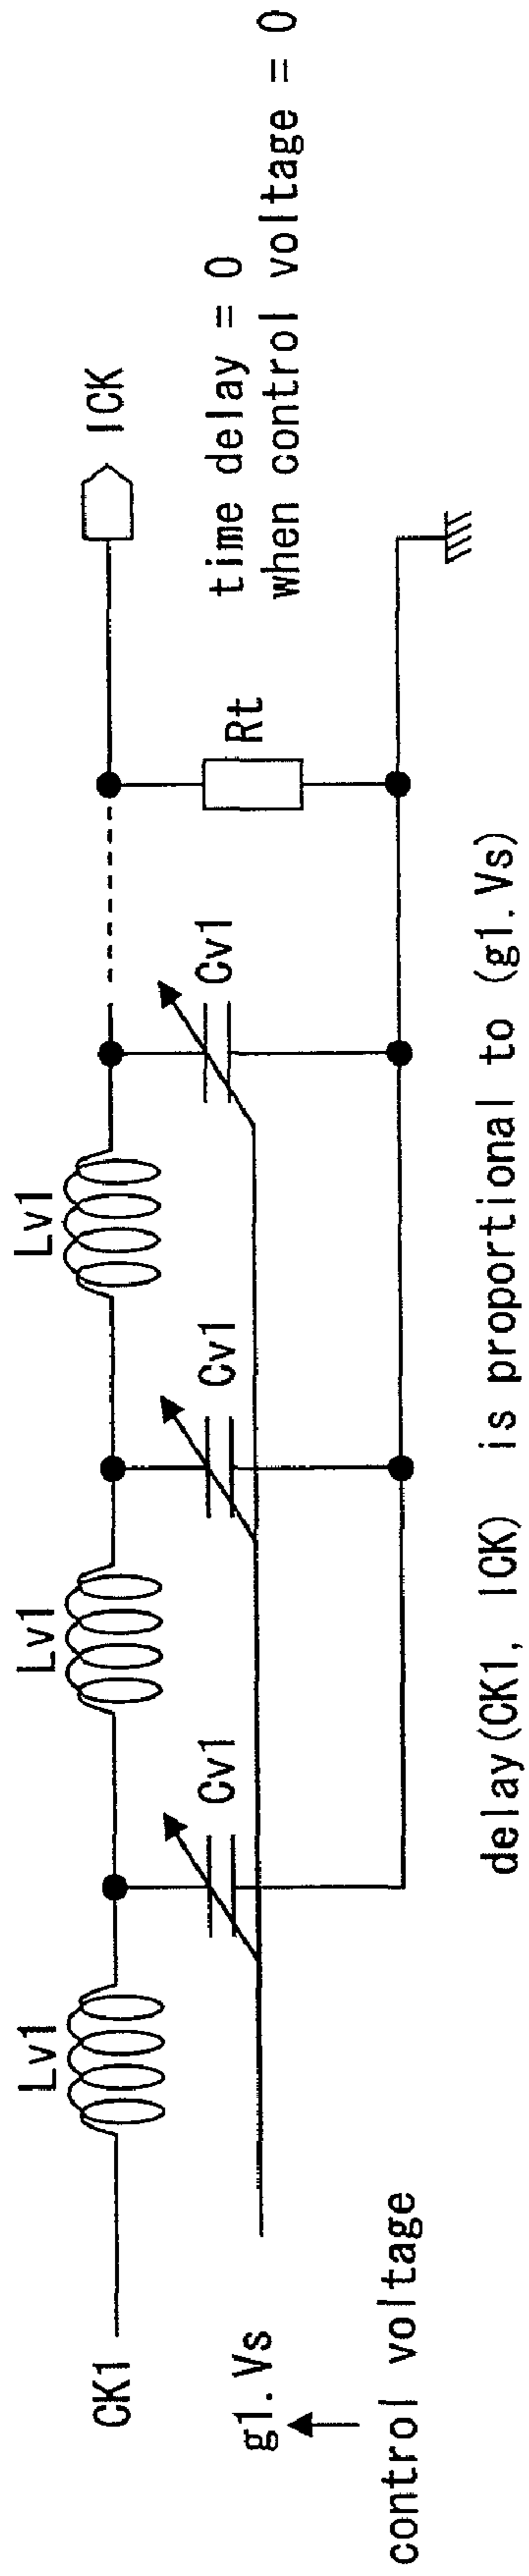 Lv1
Lv1
Lv1
CK1
ICK
Cv1
Cv1
Cv1
Rt
g1.Vs
control voltage
time delay = 0
when control voltage = 0
delay(CK1, ICK) is proportional to (g1.Vs)